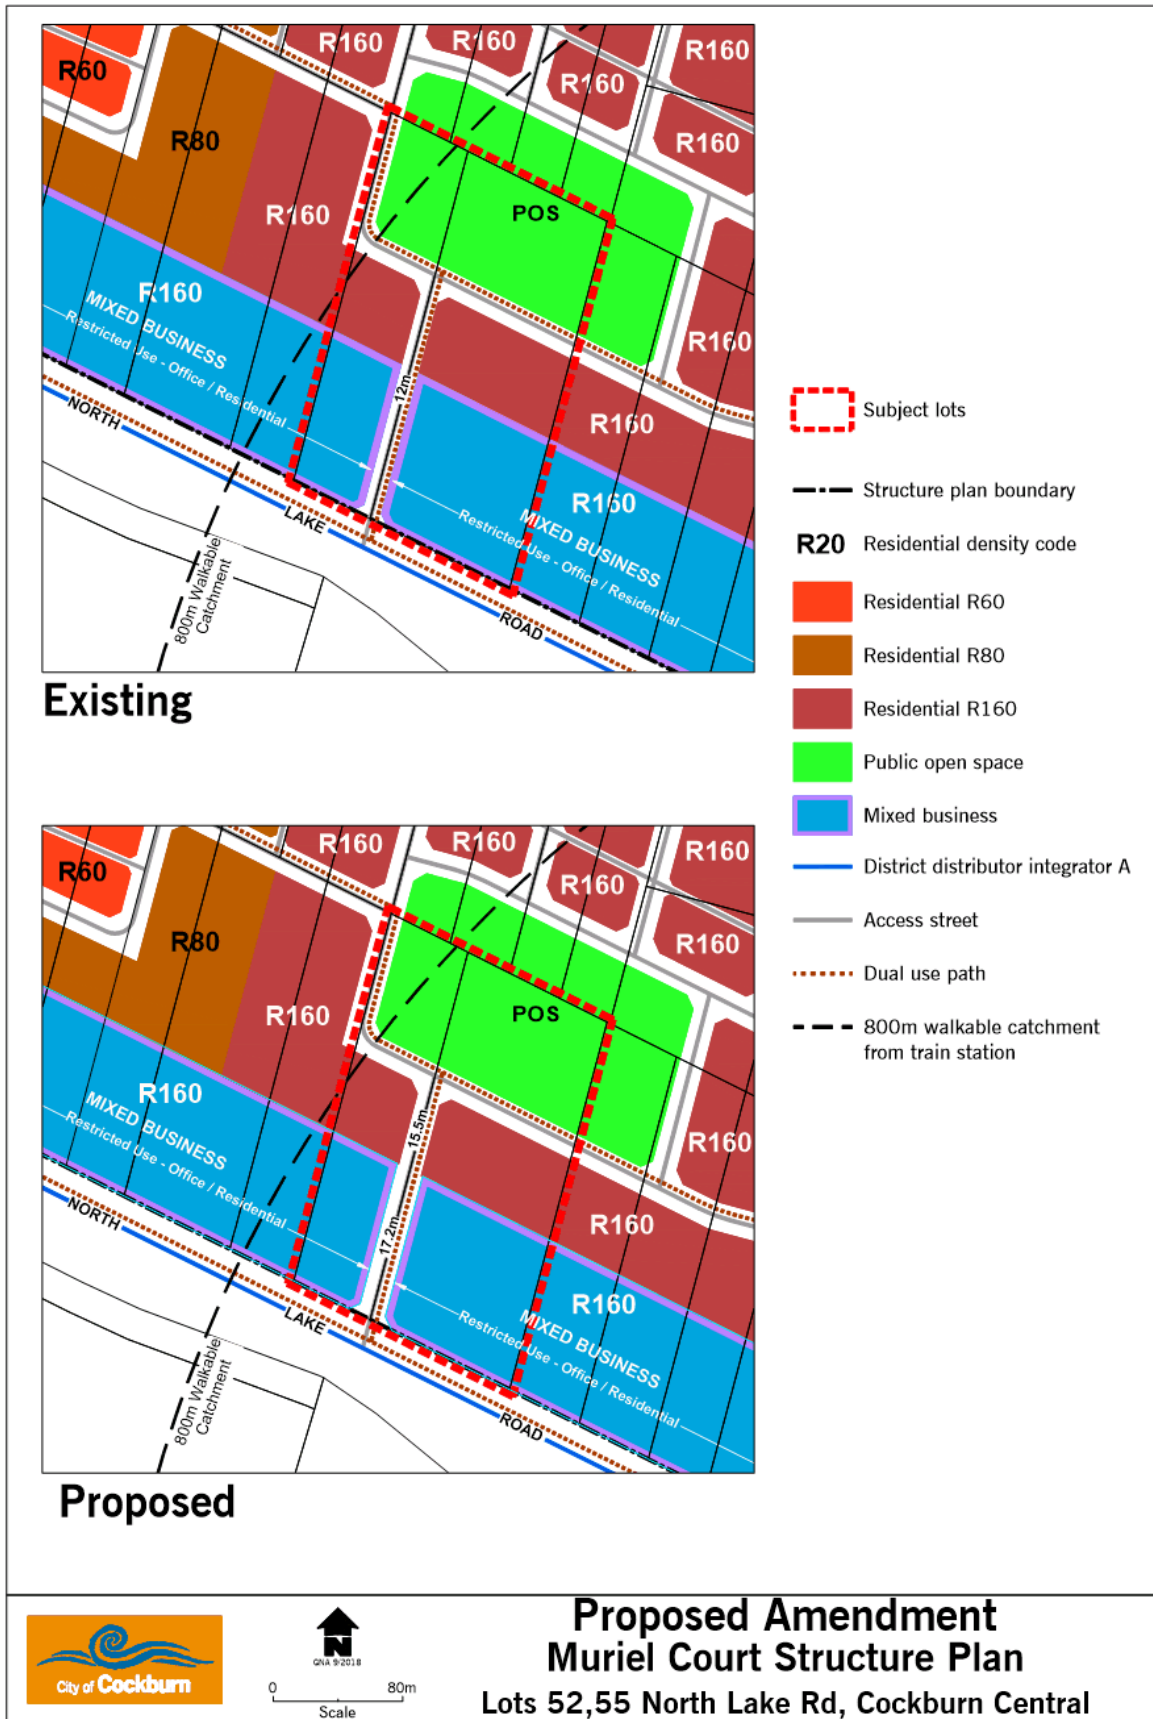 R160
R160
R160
R60
R160
R160
R80
R160
POS
R160
MIXED BUSINESS
Restricted Use - Office / Residential
R160
12m
R160
NORTH
LAKE
ROAD
R160
MIXED BUSINESS
Restricted Use - Office / Residential
800m Walkable
Catchment
Existing
Subject lots
Structure plan boundary
R20 Residential density code
Residential R60
Residential R80
Residential R160
Public open space
Mixed business
District distributor integrator A
Access street
Dual use path
800m walkable catchment
from train station
R160
R160
R160
R60
R160
R160
R80
R160
POS
R160
MIXED BUSINESS
Restricted Use - Office / Residential
15.5m
17.2m
R160
R160
NORTH
LAKE
ROAD
R160
MIXED BUSINESS
Restricted Use - Office / Residential
800m Walkable
Catchment
Proposed
City of Cockburn
N
GNA 9/2018
0 80m
Scale
Proposed Amendment
Muriel Court Structure Plan
Lots 52,55 North Lake Rd, Cockburn Central